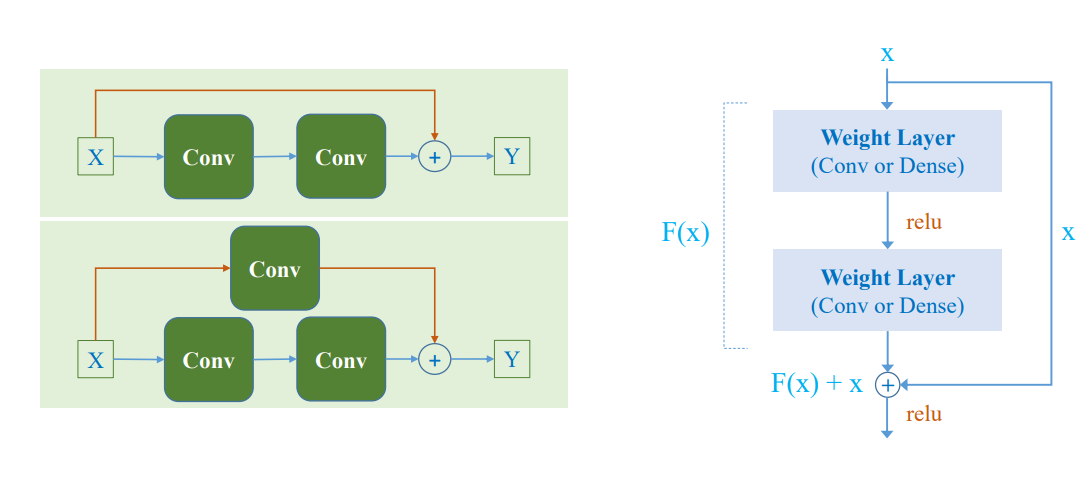 X
Conv
Conv
+
Y
Conv
X
Conv
Conv
+
Y
x
Weight Layer
(Conv or Dense)
relu
F(x)
x
Weight Layer
(Conv or Dense)
F(x) + x
+
relu